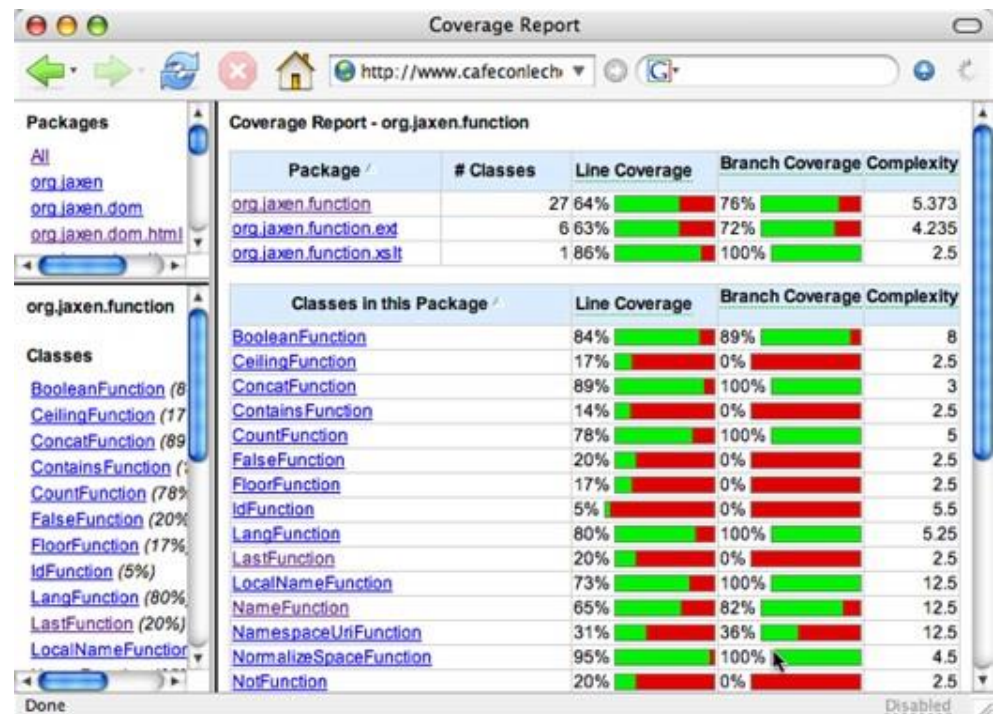 Coverage Report
http://www.cafeconlech
G
Packages
All
org.jaxen
org.jaxen.dom
org.jaxen.dom.html
org.jaxen.function
Classes
BooleanFunction (8
CeilingFunction (17
ConcatFunction (89
ContainsFunction (
CountFunction (78%
FalseFunction (20%
FloorFunction (17%
IdFunction (5%)
LangFunction (80%
LastFunction (20%)
LocalNameFunction
Coverage Report - org.jaxen.function
Package # Classes Line Coverage Branch Coverage Complexity
org.jaxen.function 27 64% 76% 5.373
org.jaxen.function.ext 6 63% 72% 4.235
org.jaxen.function.xslt 1 86% 100% 2.5
Classes in this Package Line Coverage Branch Coverage Complexity
BooleanFunction 84% 89% 8
CeilingFunction 17% 0% 2.5
ConcatFunction 89% 100% 3
ContainsFunction 14% 0% 2.5
CountFunction 78% 100% 5
FalseFunction 20% 0% 2.5
FloorFunction 17% 0% 2.5
IdFunction 5% 0% 5.5
LangFunction 80% 100% 5.25
LastFunction 20% 0% 2.5
LocalNameFunction 73% 100% 12.5
NameFunction 65% 82% 12.5
NamespaceUriFunction 31% 36% 12.5
NormalizeSpaceFunction 95% 100% 4.5
NotFunction 20% 0% 2.5
Done
Disabled